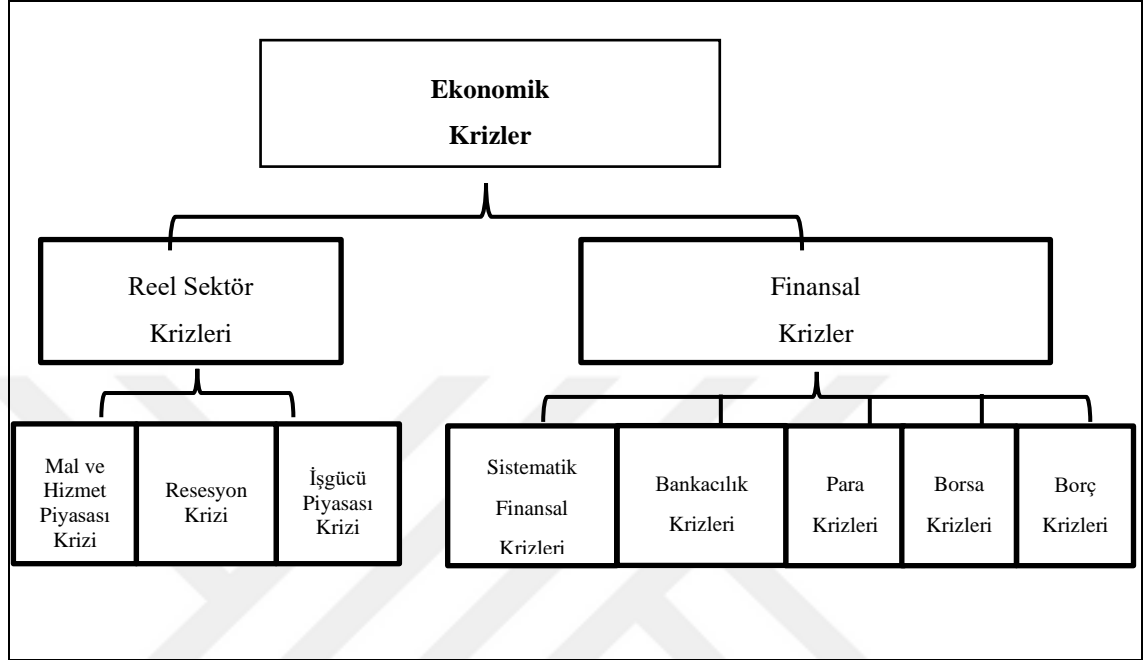 Ekonomik
Krizler
Reel Sektör
Krizleri
Finansal
Krizler
Mal ve
Hizmet
Piyasası
Krizi
Resesyon
Krizi
İşgücü
Piyasası
Krizi
Sistematik
Finansal
Krizleri
Bankacılık
Krizleri
Para
Krizleri
Borsa
Krizleri
Borç
Krizleri